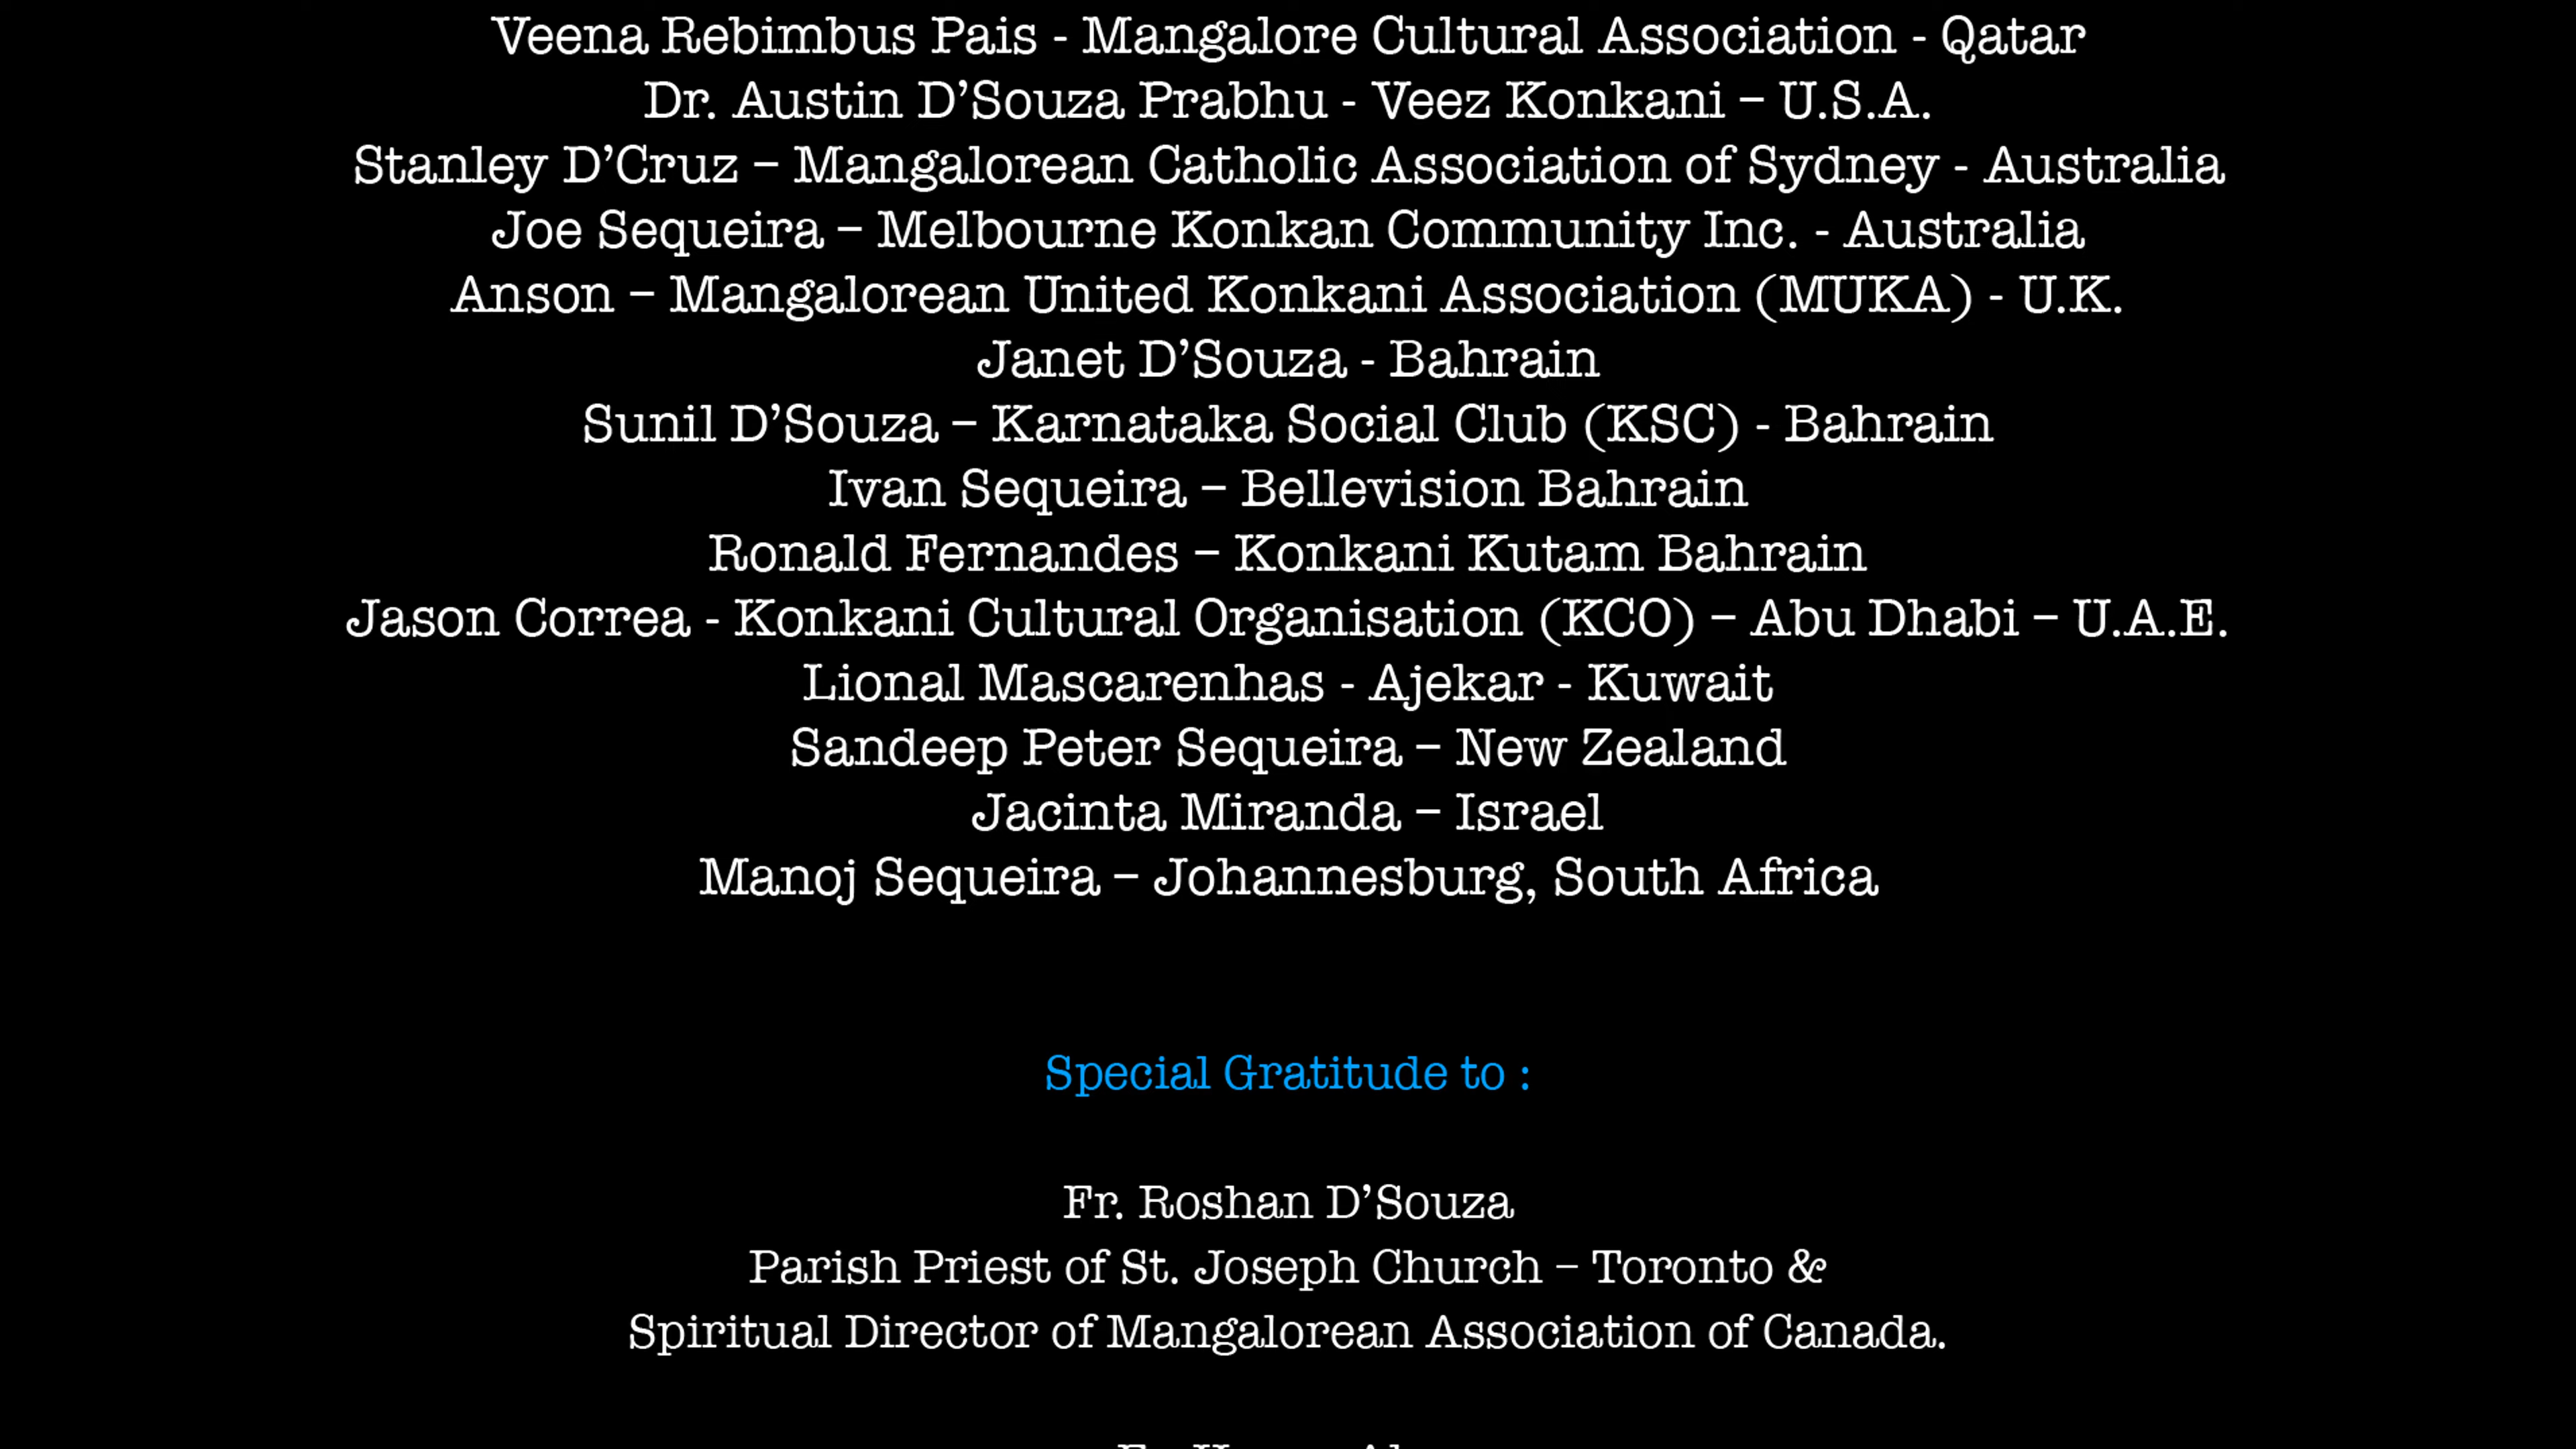 Veena Rebimbus Pais - Mangalore Cultural Association - Qatar
Dr. Austin D’Souza Prabhu - Veez Konkani – U.S.A.
Stanley D’Cruz – Mangalorean Catholic Association of Sydney - Australia
Joe Sequeira – Melbourne Konkan Community Inc. - Australia
Anson – Mangalorean United Konkani Association (MUKA) - U.K.
Janet D’Souza - Bahrain
Sunil D’Souza – Karnataka Social Club (KSC) - Bahrain
Ivan Sequeira – Bellevision Bahrain
Ronald Fernandes – Konkani Kutam Bahrain
Jason Correa - Konkani Cultural Organisation (KCO) – Abu Dhabi – U.A.E.
Lional Mascarenhas - Ajekar - Kuwait
Sandeep Peter Sequeira – New Zealand
Jacinta Miranda – Israel
Manoj Sequeira – Johannesburg, South Africa
Special Gratitude to :
Fr. Roshan D’Souza
Parish Priest of St. Joseph Church – Toronto &
Spiritual Director of Mangalorean Association of Canada.